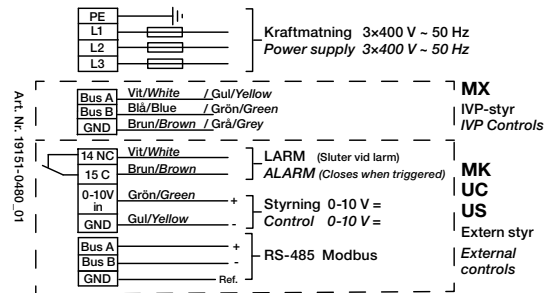 PE
L1
L2
L3
Kraftmatning 3×400 V ~ 50 Hz
Power supply 3×400 V ~ 50 Hz
Art. Nr. 19151-0480_01
Bus A Vit/White / Gul/Yellow
Bus B Blå/Blue / Grön/Green
GND Brun/Brown / Grå/Grey
MX
IVP-styr
IVP Controls
14 NC Vit/White
15 C Brun/Brown
LARM (Sluter vid larm)
ALARM (Closes when triggered)
0-10V in Grön/Green +
GND Gul/Yellow -
Styrning 0-10 V =
Control 0-10 V =
Bus A +
Bus B -
GND Ref.
RS-485 Modbus
MK
UC
US
Extern styr
External
controls